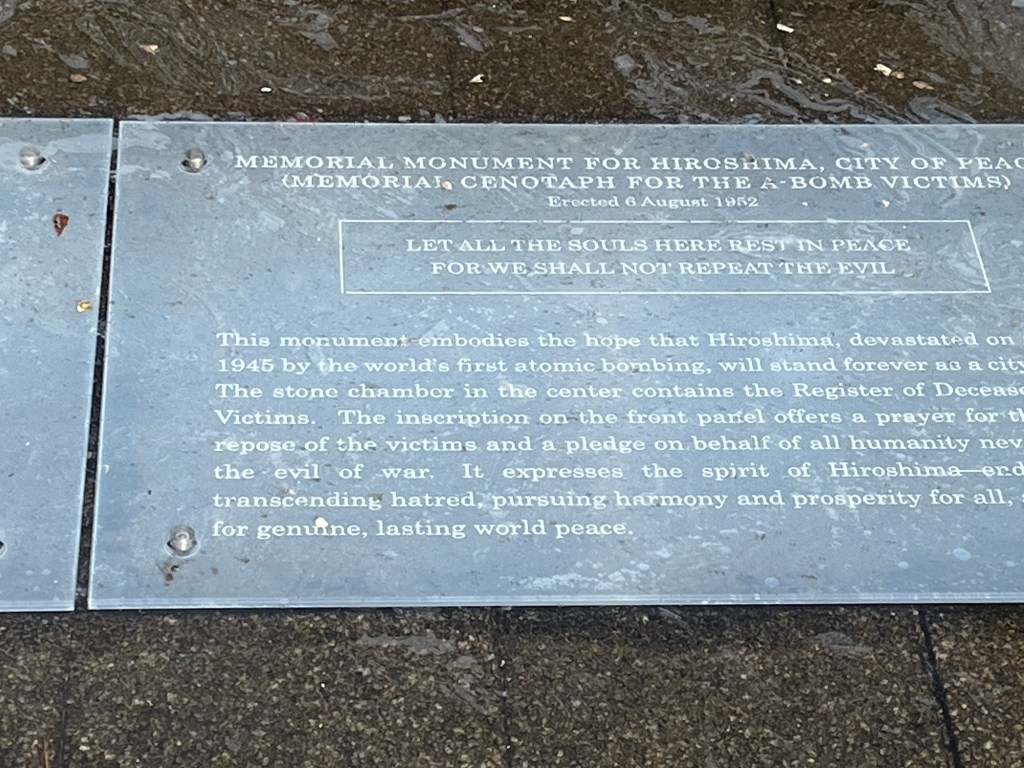 MEMORIAL MONUMENT FOR HIROSHIMA, CITY OF PEAC
(MEMORIAL CENOTAPH FOR THE A-BOMB VICTIMS)
Erected 6 August 1952
LET ALL THE SOULS HERE REST IN PEACE
FOR WE SHALL NOT REPEAT THE EVIL
This monument embodies the hope that Hiroshima, devastated on
1945 by the world's first atomic bombing, will stand forever as a city
The stone chamber in the center contains the Register of Decease
Victims. The inscription on the front panel offers a prayer for th
repose of the victims and a pledge on behalf of all humanity nev
the evil of war. It expresses the spirit of Hiroshima—end
transcending hatred, pursuing harmony and prosperity for all,
for genuine, lasting world peace.